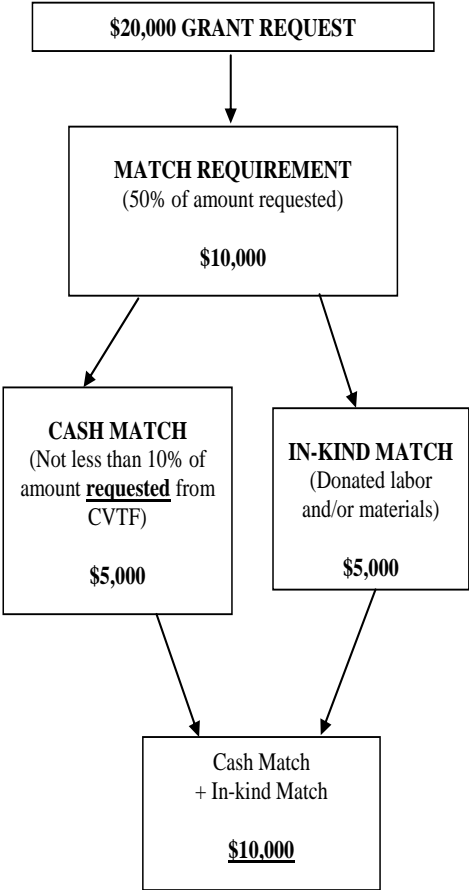 $20,000 GRANT REQUEST
MATCH REQUIREMENT
(50% of amount requested)
$10,000
CASH MATCH
(Not less than 10% of
amount requested from
CVTF)
$5,000
IN-KIND MATCH
(Donated labor
and/or materials)
$5,000
Cash Match
+ In-kind Match
$10,000